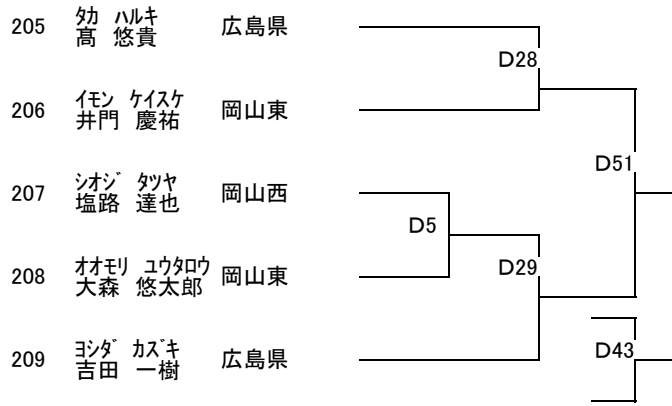 タカ ハルキ
205 髙 悠貴 広島県
D28
イモン ケイスケ
206 井門 慶祐 岡山東
D51
シオジ タツヤ
207 塩路 達也 岡山西
D5
オオモリ ユウタロウ
208 大森 悠太郎 岡山東
D29
ヨシダ カズキ
209 吉田 一樹 広島県
D43